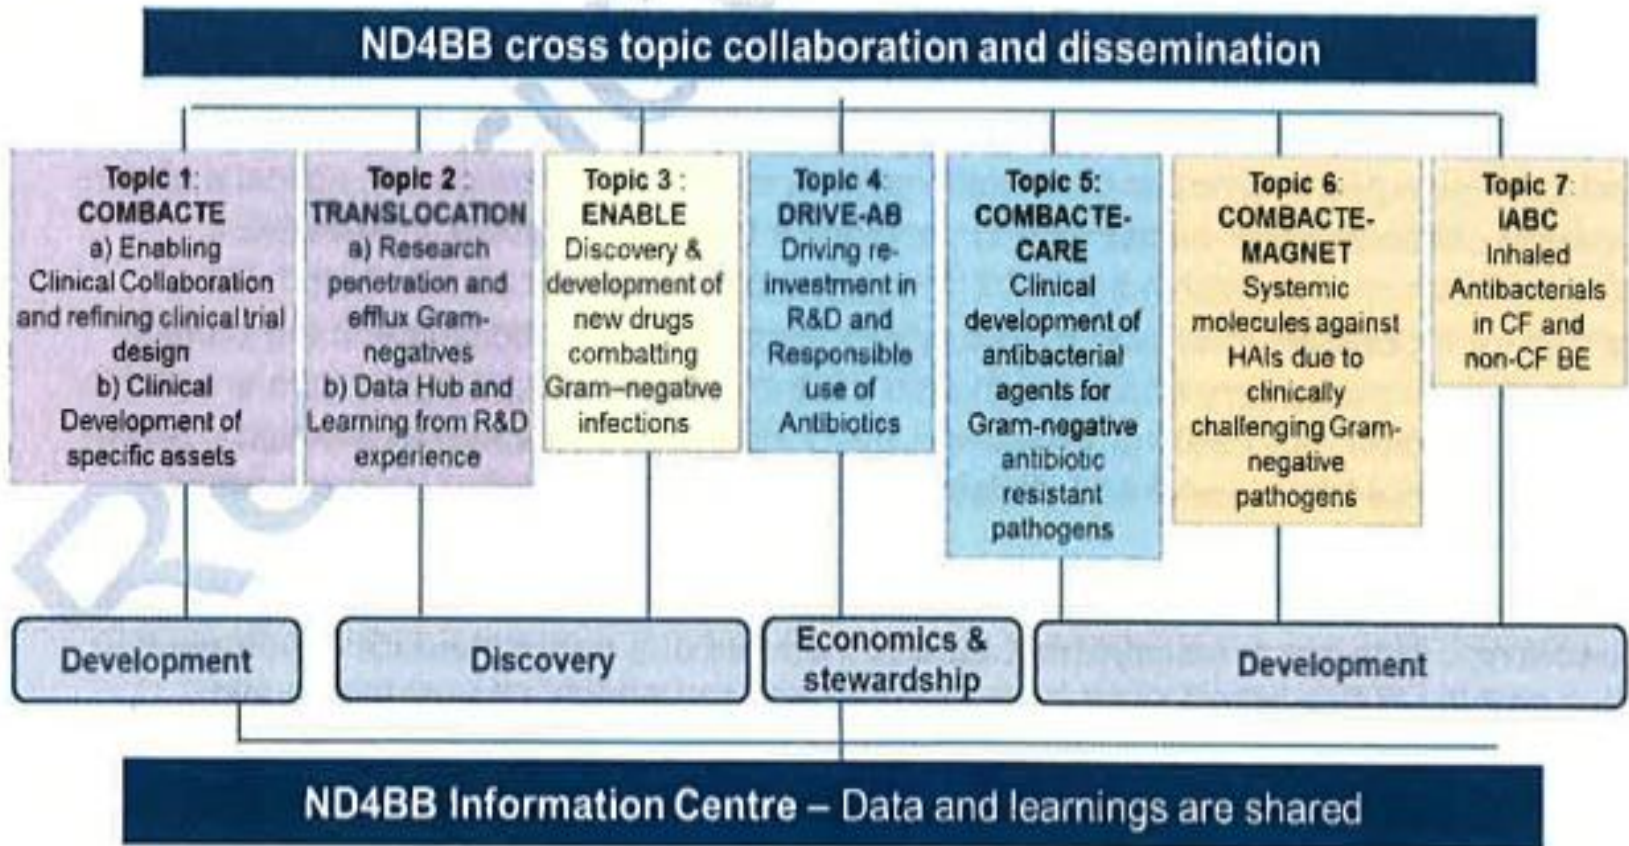 ND4BB cross topic collaboration and dissemination
Topic 1:
COMBACTE
a) Enabling
Clinical Collaboration
and refining clinical trial
design
b) Clinical
Development of
specific assets
Topic 2 :
TRANSLOCATION
a) Research
penetration and
efflux Gram-
negatives
b) Data Hub and
Learning from R&D
experience
Topic 3 :
ENABLE
Discovery &
development of
new drugs
combatting
Gram–negative
infections
Topic 4:
DRIVE-AB
Driving re-
investment in
R&D and
Responsible
use of
Antibiotics
Topic 5:
COMBACTE-
CARE
Clinical
development of
antibacterial
agents for
Gram-negative
antibiotic
resistant
pathogens
Topic 6:
COMBACTE-
MAGNET
Systemic
molecules against
HAIs due to
clinically
challenging Gram-
negative
pathogens
Topic 7:
IABC
Inhaled
Antibacterials
in CF and
non-CF BE
Development
Discovery
Economics &
stewardship
Development
ND4BB Information Centre – Data and learnings are shared